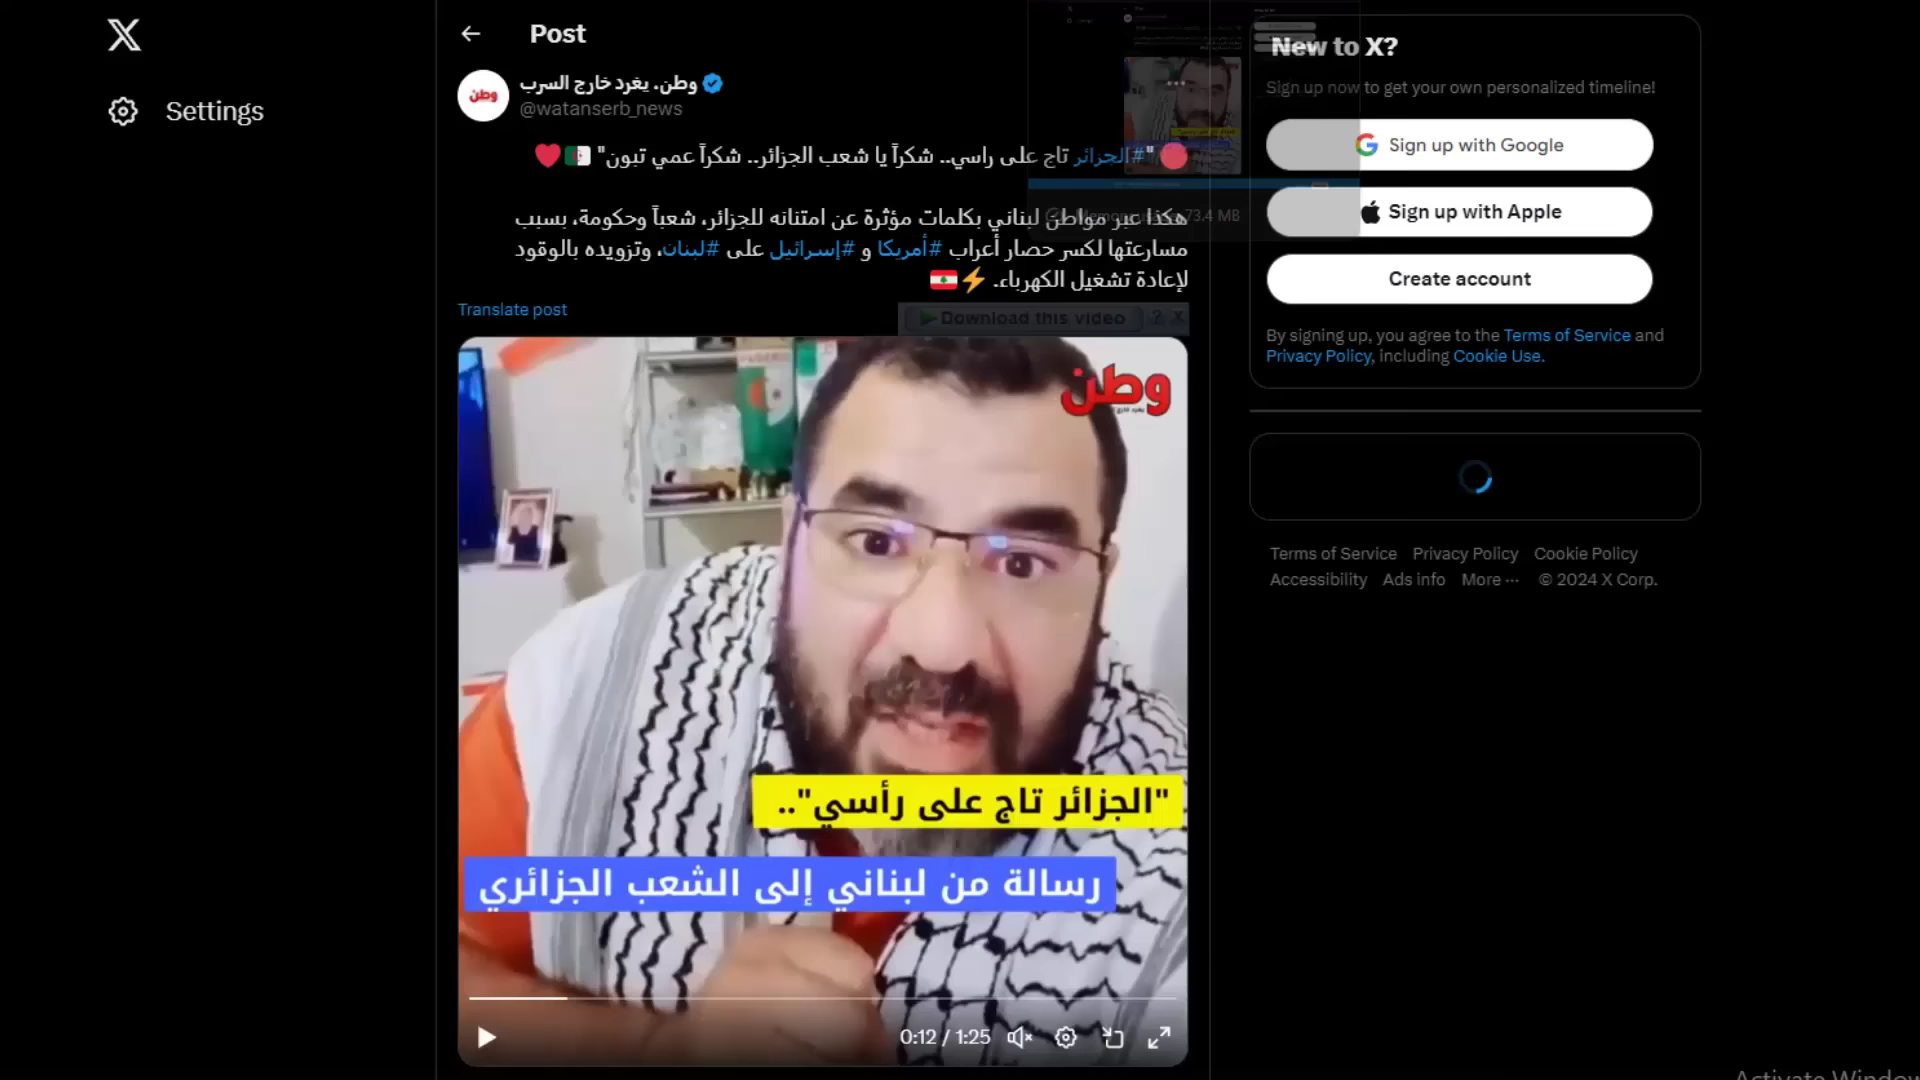 Post
New to X?
وطن. يغرد خارج السرب
@watanserb_news
Settings
Sign up now to get your own personalized timeline!
"#الجزائر تاج على راسي.. شكراً يا شعب الجزائر.. شكراً عمي تبون"
هكذا عبر مواطن لبناني بكلمات مؤثرة عن امتنانه للجزائر، شعباً وحكومة، بسبب
مسارعتها لكسر حصار أعراب #أمريكا و #إسرائيل على #لبنان، وتزويده بالوقود
لإعادة تشغيل الكهرباء.
Translate post
Download this video ? X
Sign up with Google
Sign up with Apple
Create account
By signing up, you agree to the Terms of Service and
Privacy Policy, including Cookie Use.
وطن
"الجزائر تاج على رأسي"..
رسالة من لبناني إلى الشعب الجزائري
0:12 / 1:25
Terms of Service Privacy Policy Cookie Policy
Accessibility Ads info More ··· © 2024 X Corp.
73.4 MB